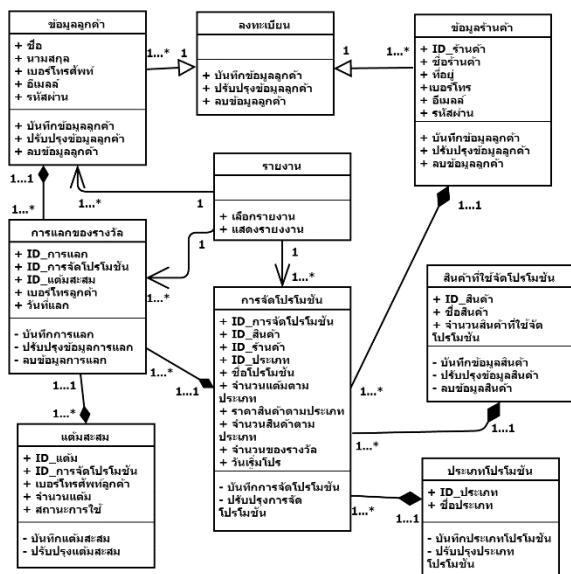 ข้อมูลลูกค้า
+ ชื่อ
+ นามสกุล
+ เบอร์โทรศัพท์
+ อีเมลล์
+ รหัสผ่าน
+ บันทึกข้อมูลลูกค้า
+ ปรับปรุงข้อมูลลูกค้า
+ ลบข้อมูลลูกค้า
1...*
1
ลงทะเบียน
+ บันทึกข้อมูลลูกค้า
+ ปรับปรุงข้อมูลลูกค้า
+ ลบข้อมูลลูกค้า
1
1...*
ข้อมูลร้านค้า
+ ID_ร้านค้า
+ ชื่อร้านค้า
+ ที่อยู่
+เบอร์โทร
+ อีเมลล์
+ รหัสผ่าน
+ บันทึกข้อมูลลูกค้า
+ ปรับปรุงข้อมูลลูกค้า
+ ลบข้อมูลลูกค้า
1...1
1...*
1...*
1
1
รายงาน
+ เลือกรายงาน
+ แสดงรายงาน
1
1...*
1...1
การแลกของรางวัล
+ ID_การแลก
+ ID_การจัดโปรโมชัน
+ ID_แต้มสะสม
+ เบอร์โทรลูกค้า
+ วันที่แลก
- บันทึกการแลก
- ปรับปรุงข้อมูลการแลก
- ลบข้อมูลการแลก
1...*
1...*
1...1
1...1
1...*
การจัดโปรโมชัน
+ ID_การจัดโปรโมชัน
+ ID_สินค้า
+ ID_ร้านค้า
+ ID_ประเภท
+ ชื่อโปรโมชัน
+ จำนวนแต้มตาม
ประเภท
+ ราคาสินค้าตามประเภท
+ จำนวนสินค้าตาม
ประเภท
+ จำนวนของรางวัล
+ วันเริ่มโปร
- บันทึกการจัดโปรโมชัน
- ปรับปรุงการจัด
โปรโมชัน
1...*
1...*
1...*
สินค้าที่ใช้จัดโปรโมชัน
+ ID_สินค้า
+ ชื่อสินค้า
+ จำนวนสินค้าที่ใช้จัด
โปรโมชัน
- บันทึกข้อมูลสินค้า
- ปรับปรุงข้อมูลสินค้า
- ลบข้อมูลสินค้า
1...1
แต้มสะสม
+ ID_แต้ม
+ ID_การจัดโปรโมชัน
+ เบอร์โทรศัพท์ลูกค้า
+ จำนวนแต้ม
+ สถานะการใช้
- บันทึกแต้มสะสม
- ปรับปรุงแต้มสะสม
ประเภทโปรโมชัน
+ ID_ประเภท
+ ชื่อประเภท
- บันทึกประเภทโปรโมชัน
- ปรับปรุงประเภท
โปรโมชัน
1...1